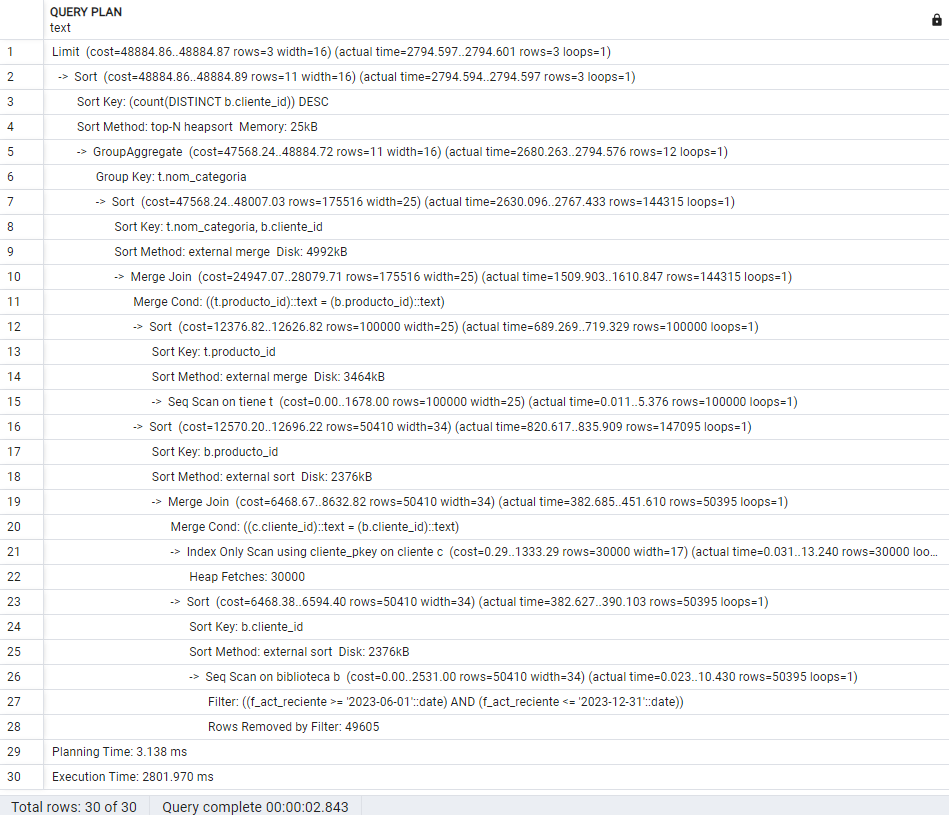 QUERY PLAN
text
1 Limit (cost=48884.86..48884.87 rows=3 width=16) (actual time=2794.597..2794.601 rows=3 loops=1)
2 -> Sort (cost=48884.86..48884.89 rows=11 width=16) (actual time=2794.594..2794.597 rows=3 loops=1)
3 Sort Key: (count(DISTINCT b.cliente_id)) DESC
4 Sort Method: top-N heapsort Memory: 25kB
5 -> GroupAggregate (cost=47568.24..48884.72 rows=11 width=16) (actual time=2680.263..2794.576 rows=12 loops=1)
6 Group Key: t.nom_categoria
7 -> Sort (cost=47568.24..48007.03 rows=175516 width=25) (actual time=2630.096..2767.433 rows=144315 loops=1)
8 Sort Key: t.nom_categoria, b.cliente_id
9 Sort Method: external merge Disk: 4992kB
10 -> Merge Join (cost=24947.07..28079.71 rows=175516 width=25) (actual time=1509.903..1610.847 rows=144315 loops=1)
11 Merge Cond: ((t.producto_id)::text = (b.producto_id)::text)
12 -> Sort (cost=12376.82..12626.82 rows=100000 width=25) (actual time=689.269..719.329 rows=100000 loops=1)
13 Sort Key: t.producto_id
14 Sort Method: external merge Disk: 3464kB
15 -> Seq Scan on tiene t (cost=0.00..1678.00 rows=100000 width=25) (actual time=0.011..5.376 rows=100000 loops=1)
16 -> Sort (cost=12570.20..12696.22 rows=50410 width=34) (actual time=820.617..835.909 rows=147095 loops=1)
17 Sort Key: b.producto_id
18 Sort Method: external sort Disk: 2376kB
19 -> Merge Join (cost=6468.67..8632.82 rows=50410 width=34) (actual time=382.685..451.610 rows=50395 loops=1)
20 Merge Cond: ((c.cliente_id)::text = (b.cliente_id)::text)
21 -> Index Only Scan using cliente_pkey on cliente c (cost=0.29..1333.29 rows=30000 width=17) (actual time=0.031..13.240 rows=30000 loo...
22 Heap Fetches: 30000
23 -> Sort (cost=6468.38..6594.40 rows=50410 width=34) (actual time=382.627..390.103 rows=50395 loops=1)
24 Sort Key: b.cliente_id
25 Sort Method: external sort Disk: 2376kB
26 -> Seq Scan on biblioteca b (cost=0.00..2531.00 rows=50410 width=34) (actual time=0.023..10.430 rows=50395 loops=1)
27 Filter: ((f_act_reciente >= '2023-06-01'::date) AND (f_act_reciente <= '2023-12-31'::date))
28 Rows Removed by Filter: 49605
29 Planning Time: 3.138 ms
30 Execution Time: 2801.970 ms
Total rows: 30 of 30 Query complete 00:00:02.843